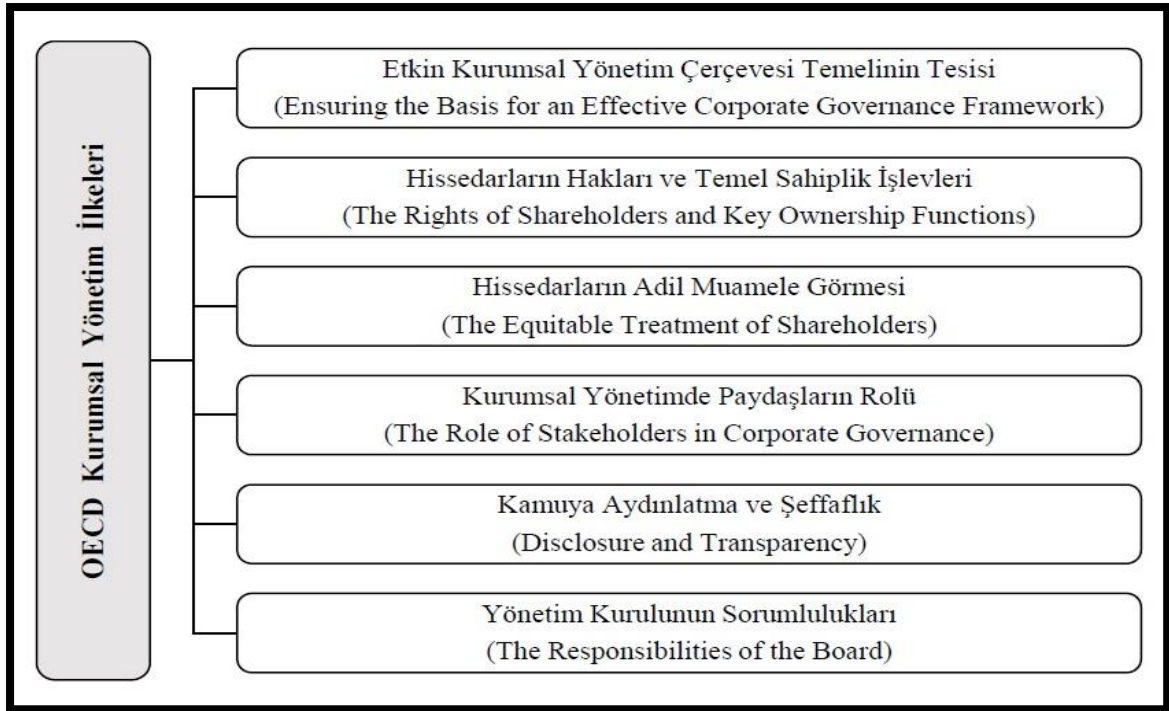 OECD Kurumsal Yönetim İlkeleri
Etkin Kurumsal Yönetim Çerçevesi Temelinin Tesisi
(Ensuring the Basis for an Effective Corporate Governance Framework)
Hissedarların Hakları ve Temel Sahiplik İşlevleri
(The Rights of Shareholders and Key Ownership Functions)
Hissedarların Adil Muamele Görmesi
(The Equitable Treatment of Shareholders)
Kurumsal Yönetimde Paydaşların Rolü
(The Role of Stakeholders in Corporate Governance)
Kamuya Aydınlatma ve Şeffaflık
(Disclosure and Transparency)
Yönetim Kurulunun Sorumlulukları
(The Responsibilities of the Board)